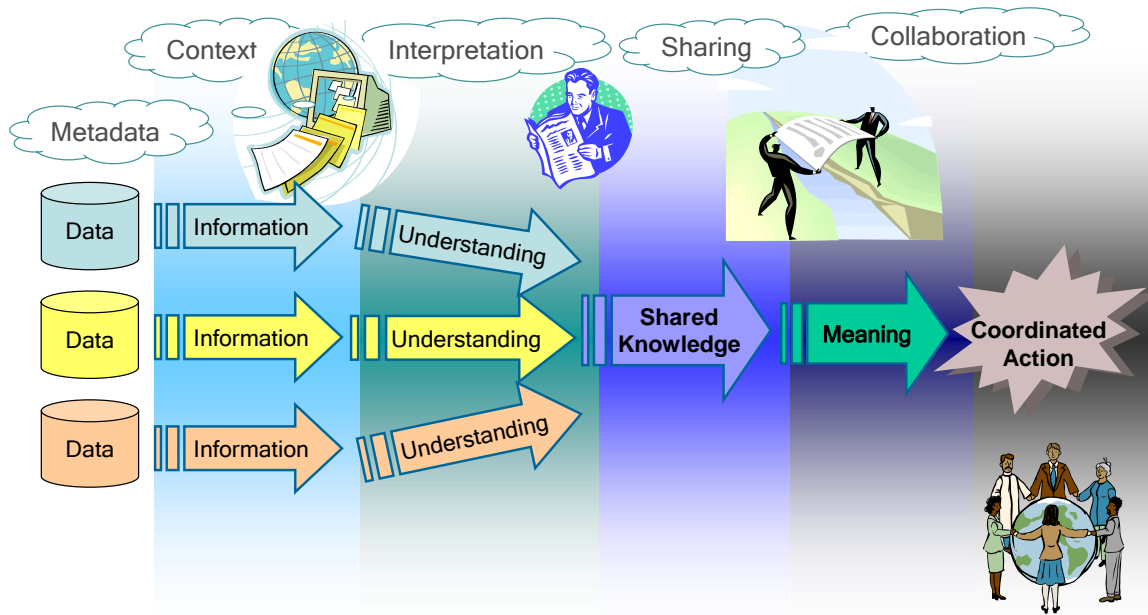 Context
Interpretation
Sharing
Collaboration
Metadata
Data
Information
Understanding
Data
Information
Understanding
Shared
Knowledge
Meaning
Coordinated
Action
Data
Information
Understanding